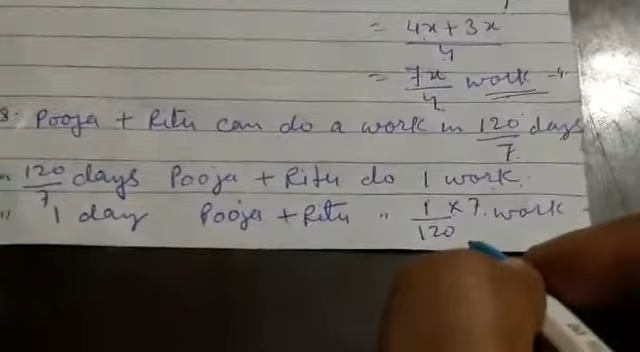 = 4x + 3x / 4
= 7x / 4 work
8. Pooja + Ritu can do a work in 120/7 days
120/7 days Pooja + Ritu do 1 work.
" 1 day Pooja + Ritu " 1/120 × 7 work